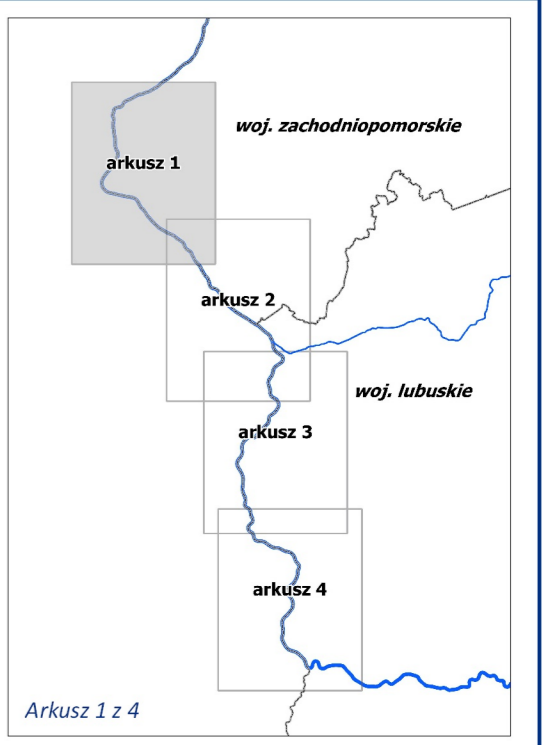 woj. zachodniopomorskie
arkusz 1
arkusz 2
woj. lubuskie
arkusz 3
arkusz 4
Arkusz 1 z 4